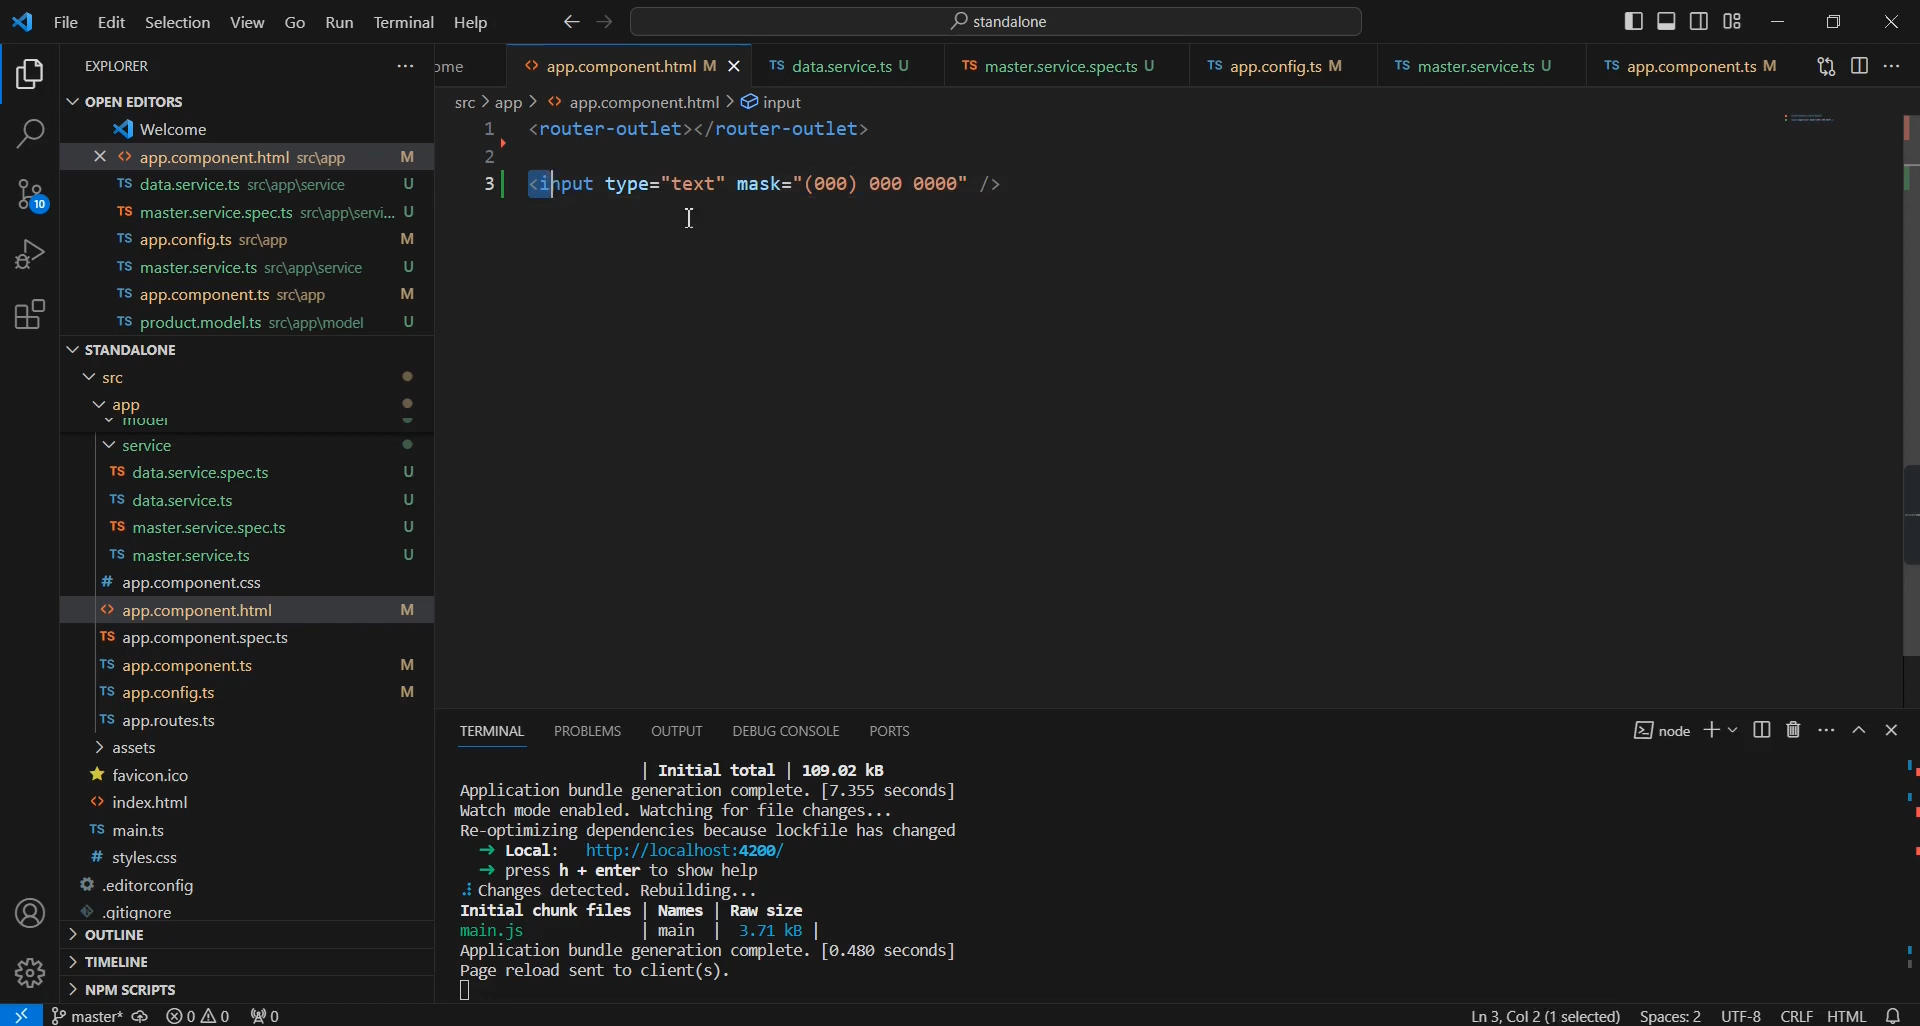 File Edit Selection View Go Run Terminal Help
standalone
EXPLORER
OPEN EDITORS
Welcome
app.component.html src\app M
data.service.ts src\app\service U
master.service.spec.ts src\app\servi... U
app.config.ts src\app M
master.service.ts src\app\service U
app.component.ts src\app M
product.model.ts src\app\model U
STANDALONE
src
app
model
service
data.service.spec.ts U
data.service.ts U
master.service.spec.ts U
master.service.ts U
app.component.css
app.component.html M
app.component.spec.ts
app.component.ts M
app.config.ts M
app.routes.ts
assets
favicon.ico
index.html
main.ts
styles.css
.editorconfig
.gitignore
OUTLINE
TIMELINE
NPM SCRIPTS
10
ome app.component.html M data.service.ts U master.service.spec.ts U app.config.ts M master.service.ts U app.component.ts M
src > app > app.component.html > input
1 <router-outlet></router-outlet>
2
3 <input type="text" mask="(000) 000 0000" />
TERMINAL PROBLEMS OUTPUT DEBUG CONSOLE PORTS
node
| Initial total | 109.02 kB
Application bundle generation complete. [7.355 seconds]
Watch mode enabled. Watching for file changes...
Re-optimizing dependencies because lockfile has changed
➜ Local: http://localhost:4200/
➜ press h + enter to show help
Changes detected. Rebuilding...
Initial chunk files | Names | Raw size
main.js | main | 3.71 kB |
Application bundle generation complete. [0.480 seconds]
Page reload sent to client(s).
master* 0 0 0
Ln 3, Col 2 (1 selected) Spaces: 2 UTF-8 CRLF HTML